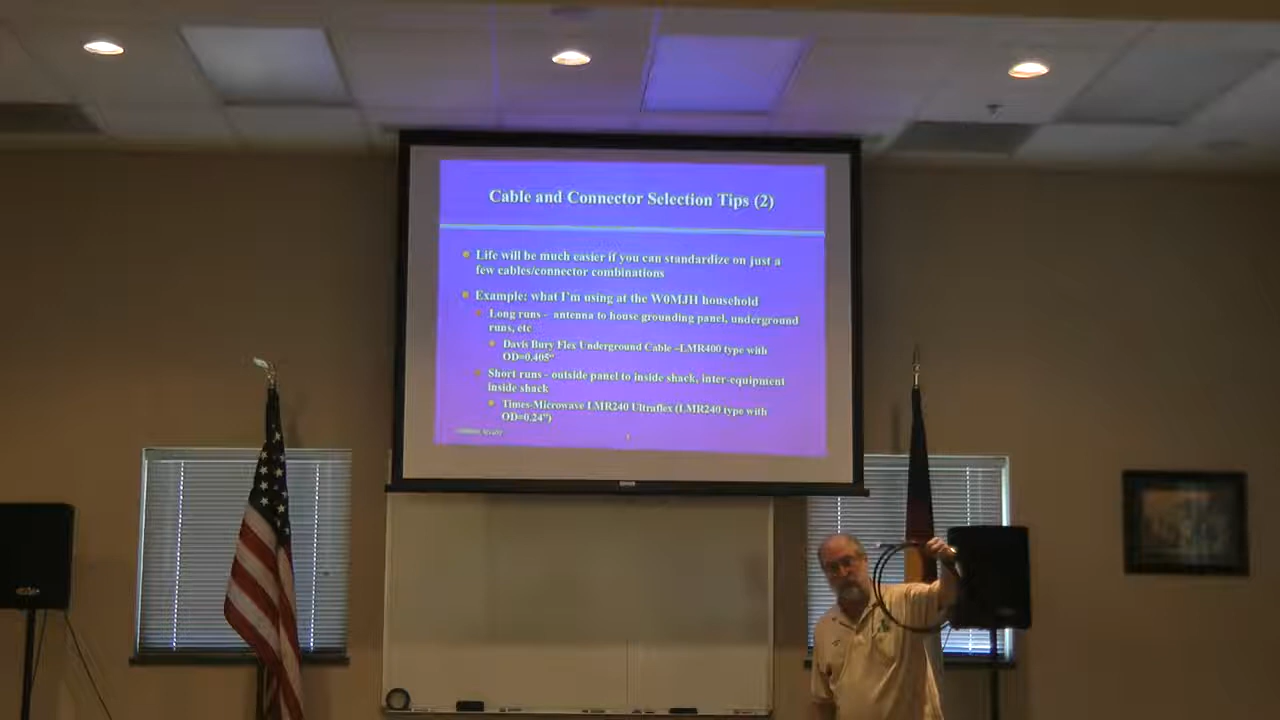 Cable and Connector Selection Tips (2)
Life will be much easier if you can standardize on just a
few cables/connector combinations
Example: what I'm using at the W0MJH household
Long runs - antenna to house grounding panel, underground
runs, etc
Davis Bury Flex Underground Cable –LMR400 type with
OD=0.405"
Short runs - outside panel to inside shack, inter-equipment
inside shack
Times-Microwave LMR240 Ultraflex (LMR240 type with
OD=0.24")